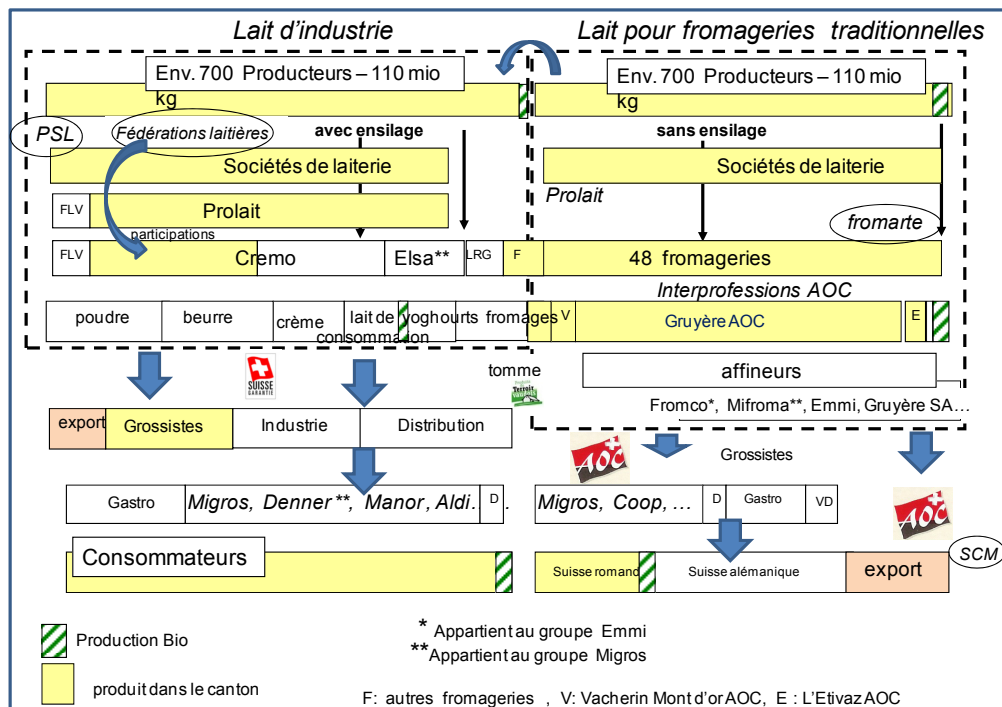 Lait d’industrie
Lait pour fromageries traditionnelles
Env. 700 Producteurs – 110 mio
kg
Env. 700 Producteurs – 110 mio
kg
PSL
Fédérations laitières
avec ensilage
sans ensilage
Sociétés de laiterie
Sociétés de laiterie
FLV
Prolait
Prolait
participations
fromarte
FLV
Cremo
Elsa**
LRG
F
48 fromageries
Interprofessions AOC
poudre
beurre
crème
lait de
consommation
yoghourts
fromages
V
Gruyère AOC
E
SUISSE
GARANTIE
tomme
Terroir
affineurs
Fromco*, Mifroma**, Emmi, Gruyère SA…
export
Grossistes
Industrie
Distribution
AOC
Grossistes
Gastro
Migros, Denner **, Manor, Aldi…
D
.
Migros, Coop, …
D
Gastro
VD
AOC
Consommateurs
Suisse romand
Suisse alémanique
export
SCM
Production Bio
produit dans le canton
* Appartient au groupe Emmi
**Appartient au groupe Migros
F: autres fromageries , V: Vacherin Mont d’or AOC, E : L’Etivaz AOC